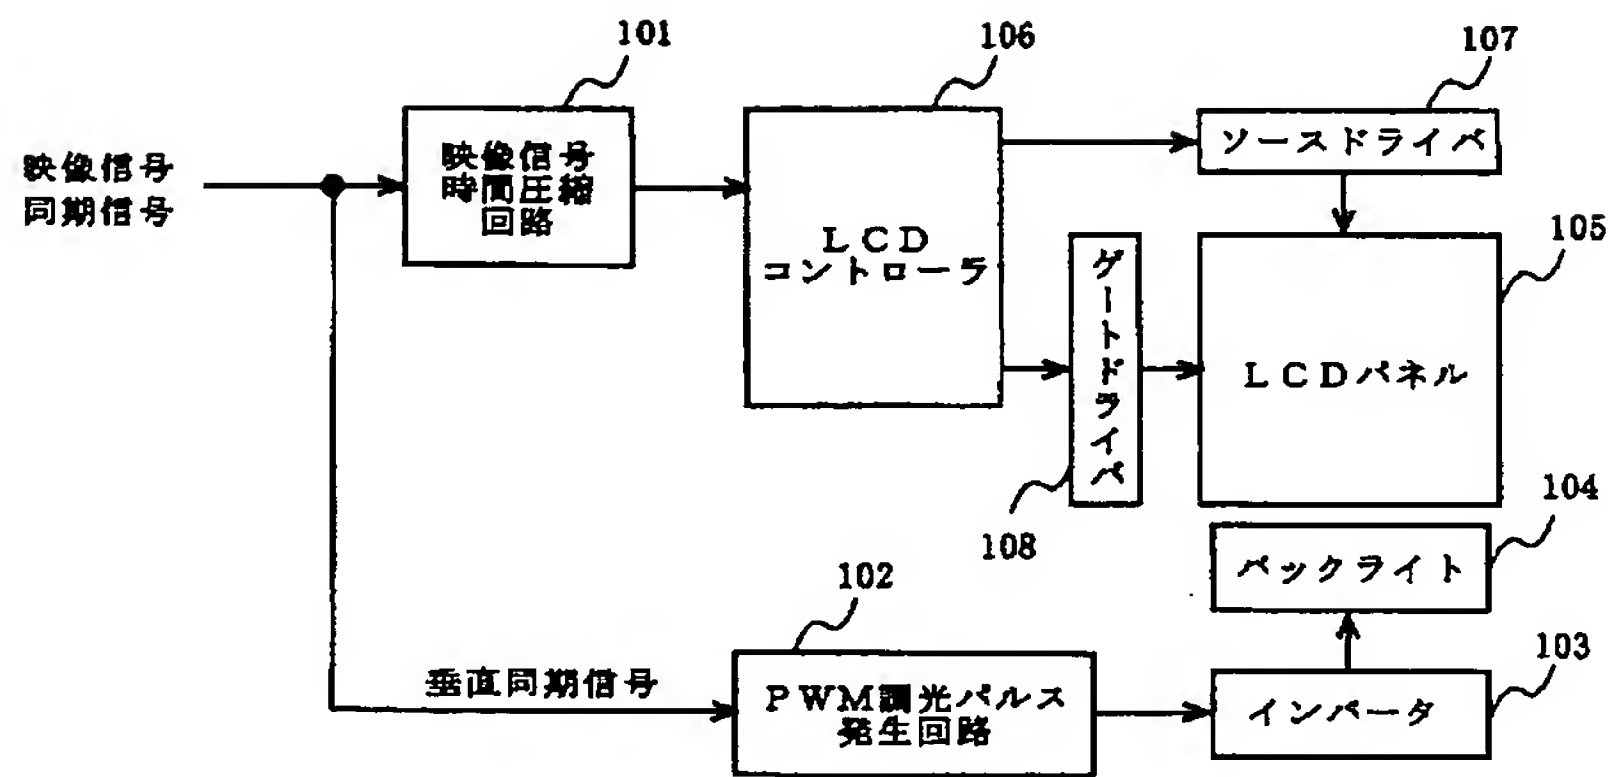 101
106
107
映像信号
同期信号
映像信号
時間圧縮
回路
LCD
コントローラ
ソースドライバ
105
ゲートドライバ
LCDパネル
108
104
バックライト
102
垂直同期信号
PWM調光パルス
発生回路
103
インバータ